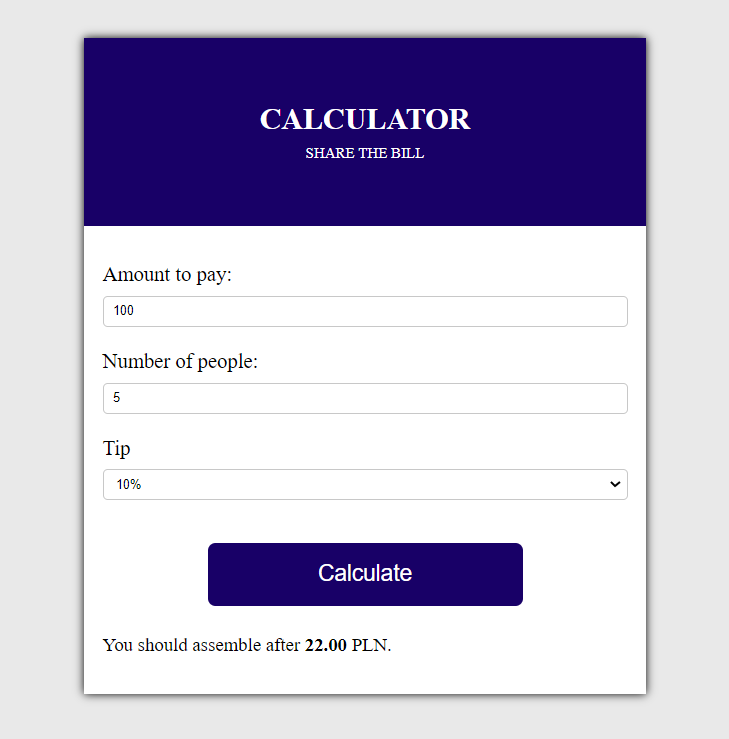 CALCULATOR
SHARE THE BILL
Amount to pay:
100
Number of people:
5
Tip
10%
Calculate
You should assemble after 22.00 PLN.